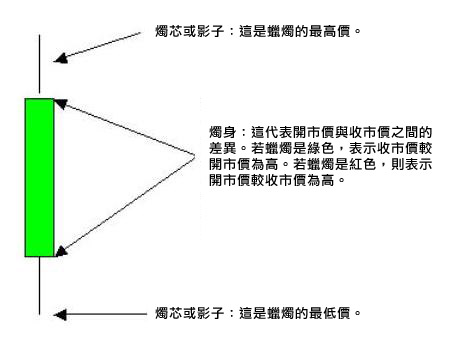 燭芯或影子：這是蠟燭的最高價。
燭身：這代表開市價與收市價之間的
差異。若蠟燭是綠色，表示收市價較
開市價為高。若蠟燭是紅色，則表示
開市價較收市價為高。
燭芯或影子：這是蠟燭的最低價。